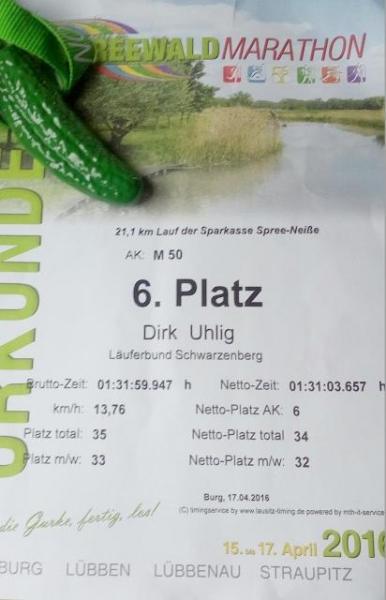 REEWALD MARATHON
URKUNDE
21,1 km Lauf der Sparkasse Spree-Neiße
AK: M 50
6. Platz
Dirk Uhlig
Läuferbund Schwarzenberg
Brutto-Zeit: 01:31:59.947 h Netto-Zeit: 01:31:03.657 h
km/h: 13,76 Netto-Platz AK: 6
Platz total: 35 Netto-Platz total 34
Platz m/w: 33 Netto-Platz m/w: 32
Burg, 17.04.2016
(C) timingservice by www.lausitz-timing.de powered by mth-it-service
die Gurke, fertig, los!
15. bis 17. April 2016
BURG LÜBBEN LÜBBENAU STRAUPITZ